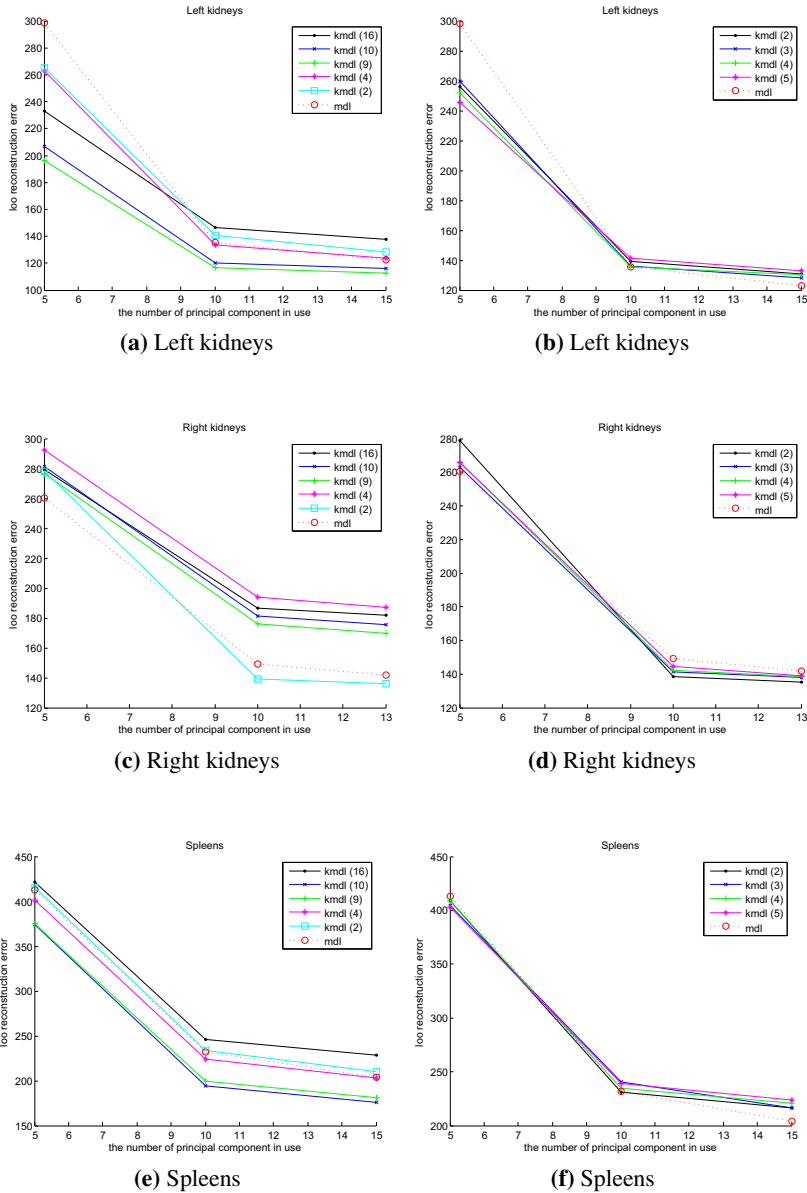 Left kidneys
300
280
260
240
220
200
180
160
140
120
100
5 6 7 8 9 10 11 12 13 14 15
loo reconstruction error
the number of principal component in use
kmdl (16)
kmdl (10)
kmdl (9)
kmdl (4)
kmdl (2)
mdl
(a) Left kidneys
Left kidneys
300
280
260
240
220
200
180
160
140
120
5 6 7 8 9 10 11 12 13 14 15
loo reconstruction error
the number of principal component in use
kmdl (2)
kmdl (3)
kmdl (4)
kmdl (5)
mdl
(b) Left kidneys
Right kidneys
300
280
260
240
220
200
180
160
140
120
5 6 7 8 9 10 11 12 13
loo reconstruction error
the number of principal component in use
kmdl (16)
kmdl (10)
kmdl (9)
kmdl (4)
kmdl (2)
mdl
(c) Right kidneys
Right kidneys
280
260
240
220
200
180
160
140
120
5 6 7 8 9 10 11 12 13
loo reconstruction error
the number of principal component in use
kmdl (2)
kmdl (3)
kmdl (4)
kmdl (5)
mdl
(d) Right kidneys
Spleens
450
400
350
300
250
200
150
5 6 7 8 9 10 11 12 13 14 15
loo reconstruction error
the number of principal component in use
kmdl (16)
kmdl (10)
kmdl (9)
kmdl (4)
kmdl (2)
mdl
(e) Spleens
Spleens
450
400
350
300
250
200
5 6 7 8 9 10 11 12 13 14 15
loo reconstruction error
the number of principal component in use
kmdl (2)
kmdl (3)
kmdl (4)
kmdl (5)
mdl
(f) Spleens